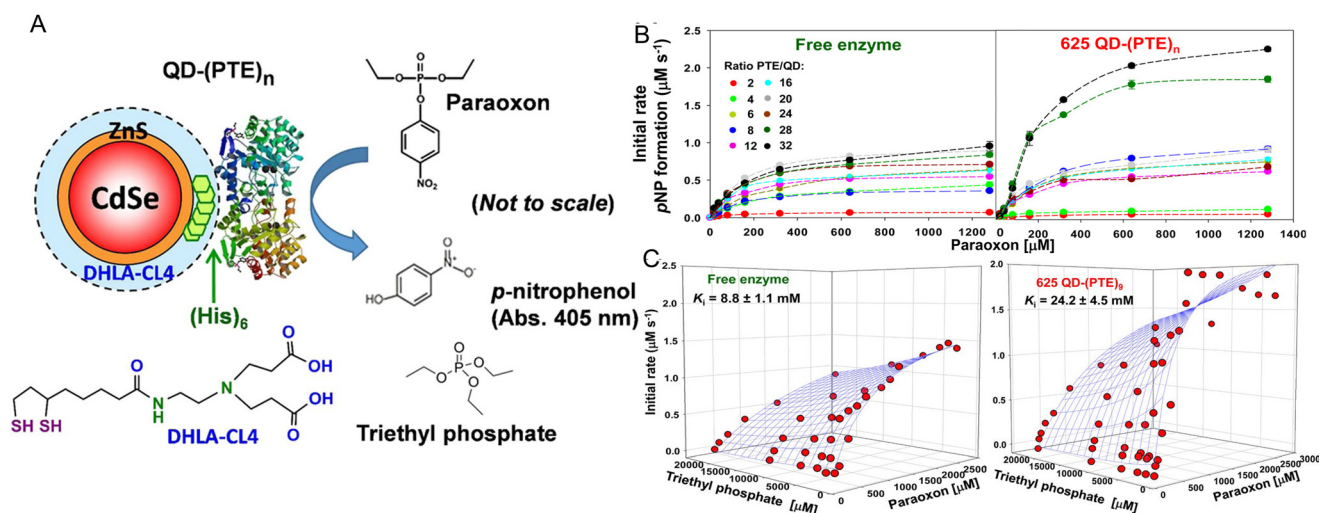 A
QD-(PTE)n
ZnS
CdSe
DHLA-CL4
(His)6
O
O
P
O
O
NO2
Paraoxon
(Not to scale)
O
N+
O-
HO
p-nitrophenol
(Abs. 405 nm)
O
O
P
O
O
Triethyl phosphate
SH SH
O
N
H
N
O
OH
O
OH
DHLA-CL4
B
Initial rate
pNP formation (μM s-1)
2.5
2.0
1.5
1.0
0.5
0.0
Free enzyme
Ratio PTE/QD:
2 16
4 20
6 24
8 28
12 32
0 200 400 600 800 1000 1200
625 QD-(PTE)n
0 200 400 600 800 1000 1200 1400
Paraoxon [μM]
C
Initial rate (μM s-1)
2.5
2.0
1.5
1.0
0.5
0.0
Free enzyme
Ki = 8.8 ± 1.1 mM
20000 15000 10000 5000 0
Triethyl phosphate [μM]
0 500 1000 1500 2000 2500
Paraoxon [μM]
2.0
1.5
1.0
0.5
0.0
625 QD-(PTE)9
Ki = 24.2 ± 4.5 mM
20000 15000 10000 5000 0
Triethyl phosphate [μM]
0 500 1000 1500 2000 2500 3000
Paraoxon [μM]